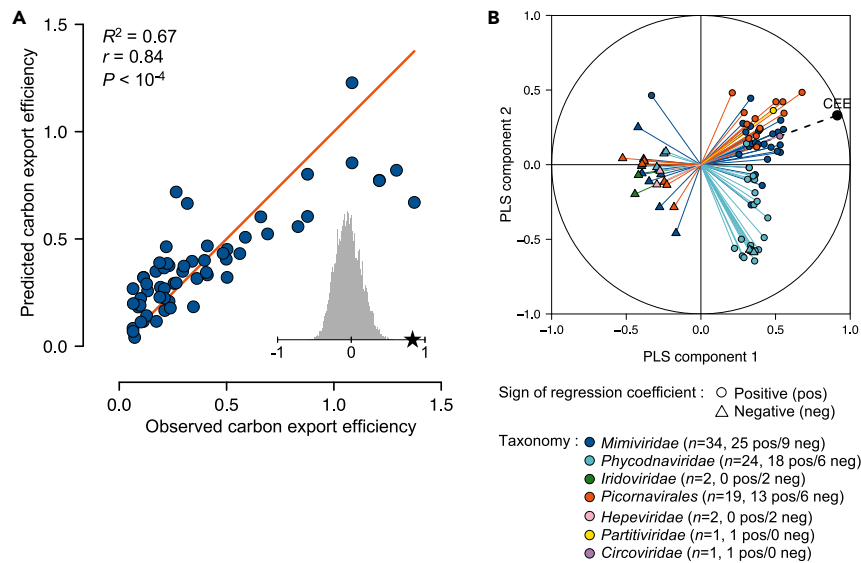 A
R² = 0.67
r = 0.84
P < 10⁻⁴
1.5
1.0
0.5
0.0
Predicted carbon export efficiency
-1 0 1
0.0 0.5 1.0 1.5
Observed carbon export efficiency
B
1.0
0.5
0.0
-0.5
-1.0
PLS component 2
CEE
−1.0 −0.5 0.0 0.5 1.0
PLS component 1
Sign of regression coefficient : Positive (pos)
Negative (neg)
Taxonomy : Mimiviridae (n=34, 25 pos/9 neg)
Phycodnaviridae (n=24, 18 pos/6 neg)
Iridoviridae (n=2, 0 pos/2 neg)
Picornavirales (n=19, 13 pos/6 neg)
Hepeviridae (n=2, 0 pos/2 neg)
Partitiviridae (n=1, 1 pos/0 neg)
Circoviridae (n=1, 1 pos/0 neg)